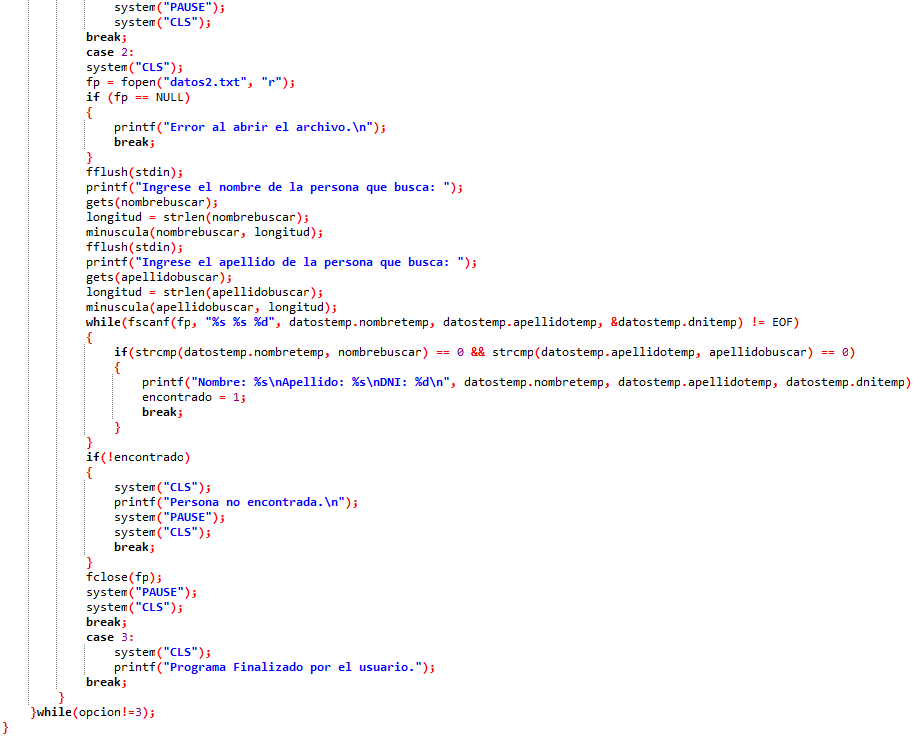 system("PAUSE");
system("CLS");
break;
case 2:
system("CLS");
fp = fopen("datos2.txt", "r");
if (fp == NULL)
{
printf("Error al abrir el archivo.\n");
break;
}
fflush(stdin);
printf("Ingrese el nombre de la persona que busca: ");
gets(nombrebuscar);
longitud = strlen(nombrebuscar);
minuscula(nombrebuscar, longitud);
fflush(stdin);
printf("Ingrese el apellido de la persona que busca: ");
gets(apellidobuscar);
longitud = strlen(apellidobuscar);
minuscula(apellidobuscar, longitud);
while(fscanf(fp, "%s %s %d", datostemp.nombretemp, datostemp.apellidotemp, &datostemp.dnitemp) != EOF)
{
if(strcmp(datostemp.nombretemp, nombrebuscar) == 0 && strcmp(datostemp.apellidotemp, apellidobuscar) == 0)
{
printf("Nombre: %s\nApellido: %s\nDNI: %d\n", datostemp.nombretemp, datostemp.apellidotemp, datostemp.dnitemp)
encontrado = 1;
break;
}
}
if(!encontrado)
{
system("CLS");
printf("Persona no encontrada.\n");
system("PAUSE");
system("CLS");
break;
}
fclose(fp);
system("PAUSE");
system("CLS");
break;
case 3:
system("CLS");
printf("Programa Finalizado por el usuario.");
break;
}
}while(opcion!=3);
}